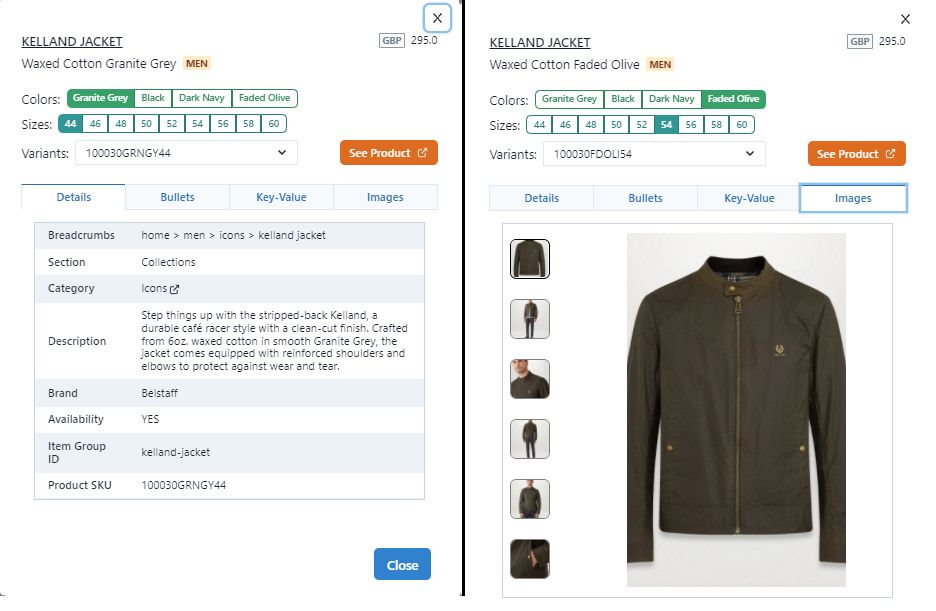 KELLAND JACKET
GBP 295.0
Waxed Cotton Granite Grey MEN
Colors: Granite Grey Black Dark Navy Faded Olive
Sizes: 44 46 48 50 52 54 56 58 60
Variants: 100030GRNGY44
See Product
Details Bullets Key-Value Images
Breadcrumbs home > men > icons > kelland jacket
Section Collections
Category Icons
Description Step things up with the stripped-back Kelland, a
durable café racer style with a clean-cut finish. Crafted
from 6oz. waxed cotton in smooth Granite Grey, the
jacket comes equipped with reinforced shoulders and
elbows to protect against wear and tear.
Brand Belstaff
Availability YES
Item Group
ID kelland-jacket
Product SKU 100030GRNGY44
Close
KELLAND JACKET
GBP 295.0
Waxed Cotton Faded Olive MEN
Colors: Granite Grey Black Dark Navy Faded Olive
Sizes: 44 46 48 50 52 54 56 58 60
Variants: 100030FDOLI54
See Product
Details Bullets Key-Value Images